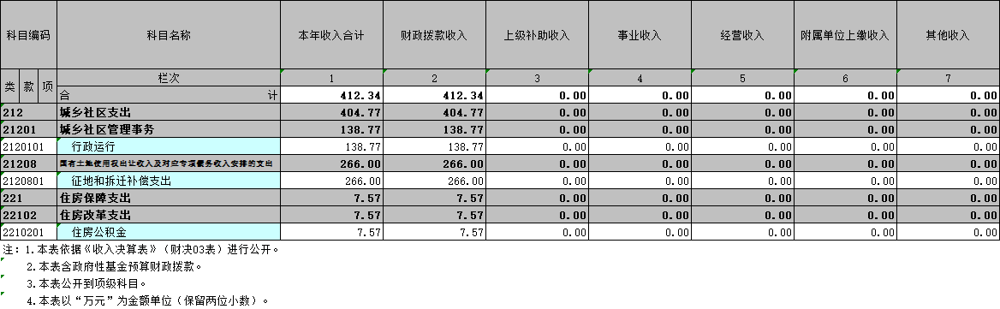 科目编码 科目名称 本年收入合计 财政拨款收入 上级补助收入 事业收入 经营收入 附属单位上缴收入 其他收入
类 款 项 栏次 1 2 3 4 5 6 7
合 计 412.34 412.34 0.00 0.00 0.00 0.00 0.00
212 城乡社区支出 404.77 404.77 0.00 0.00 0.00 0.00 0.00
21201 城乡社区管理事务 138.77 138.77 0.00 0.00 0.00 0.00 0.00
2120101 行政运行 138.77 138.77 0.00 0.00 0.00 0.00 0.00
21208 国有土地使用权出让收入及对应专项债务收入安排的支出 266.00 266.00 0.00 0.00 0.00 0.00 0.00
2120801 征地和拆迁补偿支出 266.00 266.00 0.00 0.00 0.00 0.00 0.00
221 住房保障支出 7.57 7.57 0.00 0.00 0.00 0.00 0.00
22102 住房改革支出 7.57 7.57 0.00 0.00 0.00 0.00 0.00
2210201 住房公积金 7.57 7.57 0.00 0.00 0.00 0.00 0.00
注：1.本表依据《收入决算表》（财决03表）进行公开。
2.本表含政府性基金预算财政拨款。
3.本表公开到项级科目。
4.本表以“万元”为金额单位（保留两位小数）。